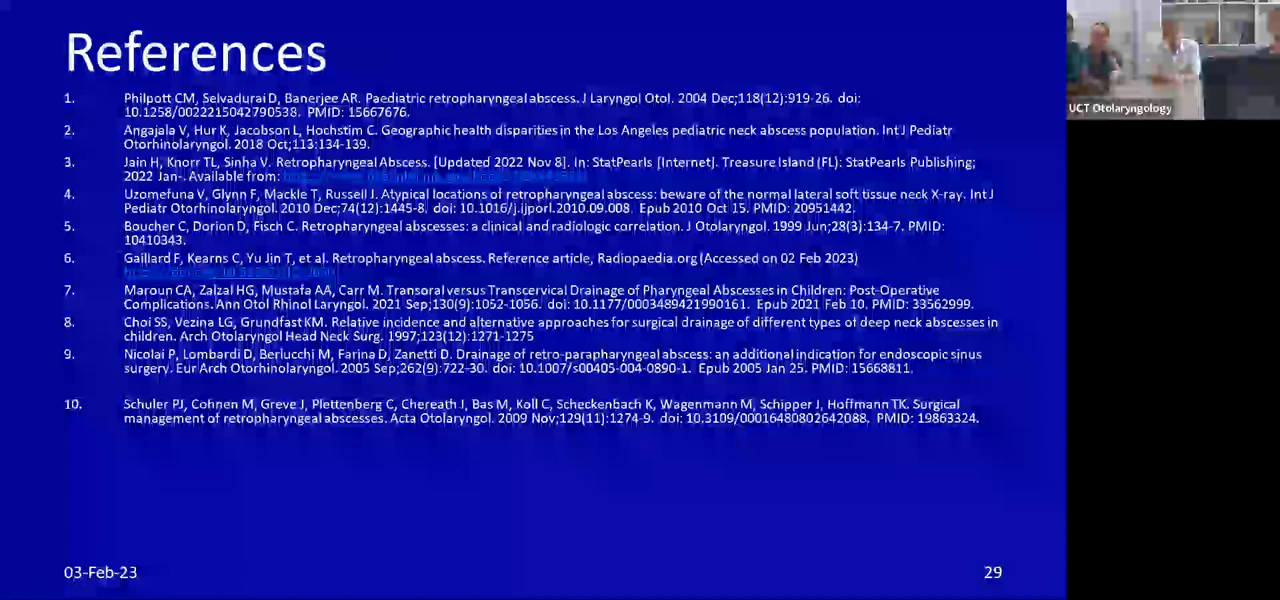 References
1. Philpott CM, Selvadurai D, Banerjee AR. Paediatric retropharyngeal abscess. J Laryngol Otol. 2004 Dec;118(12):919-26. doi:
10.1258/0022215042790538. PMID: 15667676.
2. Angajala V, Hur K, Jacobson L, Hochstim C. Geographic health disparities in the Los Angeles pediatric neck abscess population. Int J Pediatr
Otorhinolaryngol. 2018 Oct;113:134-139.
3. Jain H, Knorr TL, Sinha V. Retropharyngeal Abscess. [Updated 2022 Nov 8]. In: StatPearls [Internet]. Treasure Island (FL): StatPearls Publishing;
2022 Jan-. Available from:
4. Uzomefuna V, Glynn F, Mackle T, Russell J. Atypical locations of retropharyngeal abscess: beware of the normal lateral soft tissue neck X-ray. Int J
Pediatr Otorhinolaryngol. 2010 Dec;74(12):1445-8. doi: 10.1016/j.ijporl.2010.09.008. Epub 2010 Oct 15. PMID: 20951442.
5. Boucher C, Dorion D, Fisch C. Retropharyngeal abscesses: a clinical and radiologic correlation. J Otolaryngol. 1999 Jun;28(3):134-7. PMID:
10410343.
6. Gaillard F, Kearns C, Yu Jin T, et al. Retropharyngeal abscess. Reference article, Radiopaedia.org (Accessed on 02 Feb 2023)
7. Maroun CA, Zalzal HG, Mustafa AA, Carr M. Transoral versus Transcervical Drainage of Pharyngeal Abscesses in Children: Post-Operative
Complications. Ann Otol Rhinol Laryngol. 2021 Sep;130(9):1052-1056. doi: 10.1177/0003489421990161. Epub 2021 Feb 10. PMID: 33562999.
8. Choi SS, Vezina LG, Grundfast KM. Relative incidence and alternative approaches for surgical drainage of different types of deep neck abscesses in
children. Arch Otolaryngol Head Neck Surg. 1997;123(12):1271-1275
9. Nicolai P, Lombardi D, Berlucchi M, Farina D, Zanetti D. Drainage of retro-parapharyngeal abscess: an additional indication for endoscopic sinus
surgery. Eur Arch Otorhinolaryngol. 2005 Sep;262(9):722-30. doi: 10.1007/s00405-004-0890-1. Epub 2005 Jan 25. PMID: 15668811.
10. Schuler PJ, Cohnen M, Greve J, Plettenberg C, Chereath J, Bas M, Koll C, Scheckenbach K, Wagenmann M, Schipper J, Hoffmann TK. Surgical
management of retropharyngeal abscesses. Acta Otolaryngol. 2009 Nov;129(11):1274-9. doi: 10.3109/00016480802642088. PMID: 19863324.
03-Feb-23
29
UCT Otolaryngology